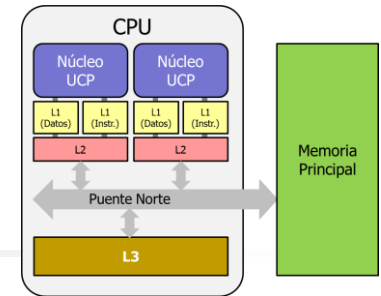 CPU
Núcleo
UCP
Núcleo
UCP
L1
(Datos)
L1
(Instr.)
L1
(Datos)
L1
(Instr.)
L2
L2
Puente Norte
L3
Memoria
Principal